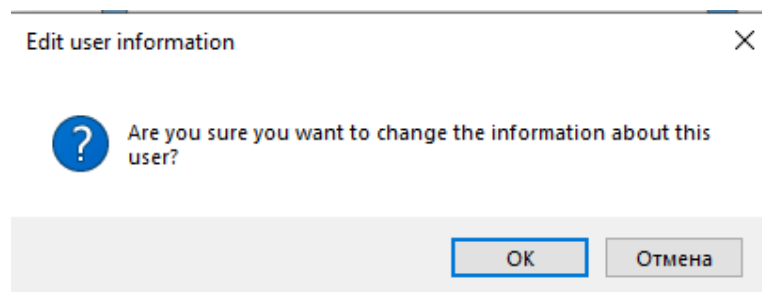 Edit user information
Are you sure you want to change the information about this
user?
OK
Отмена